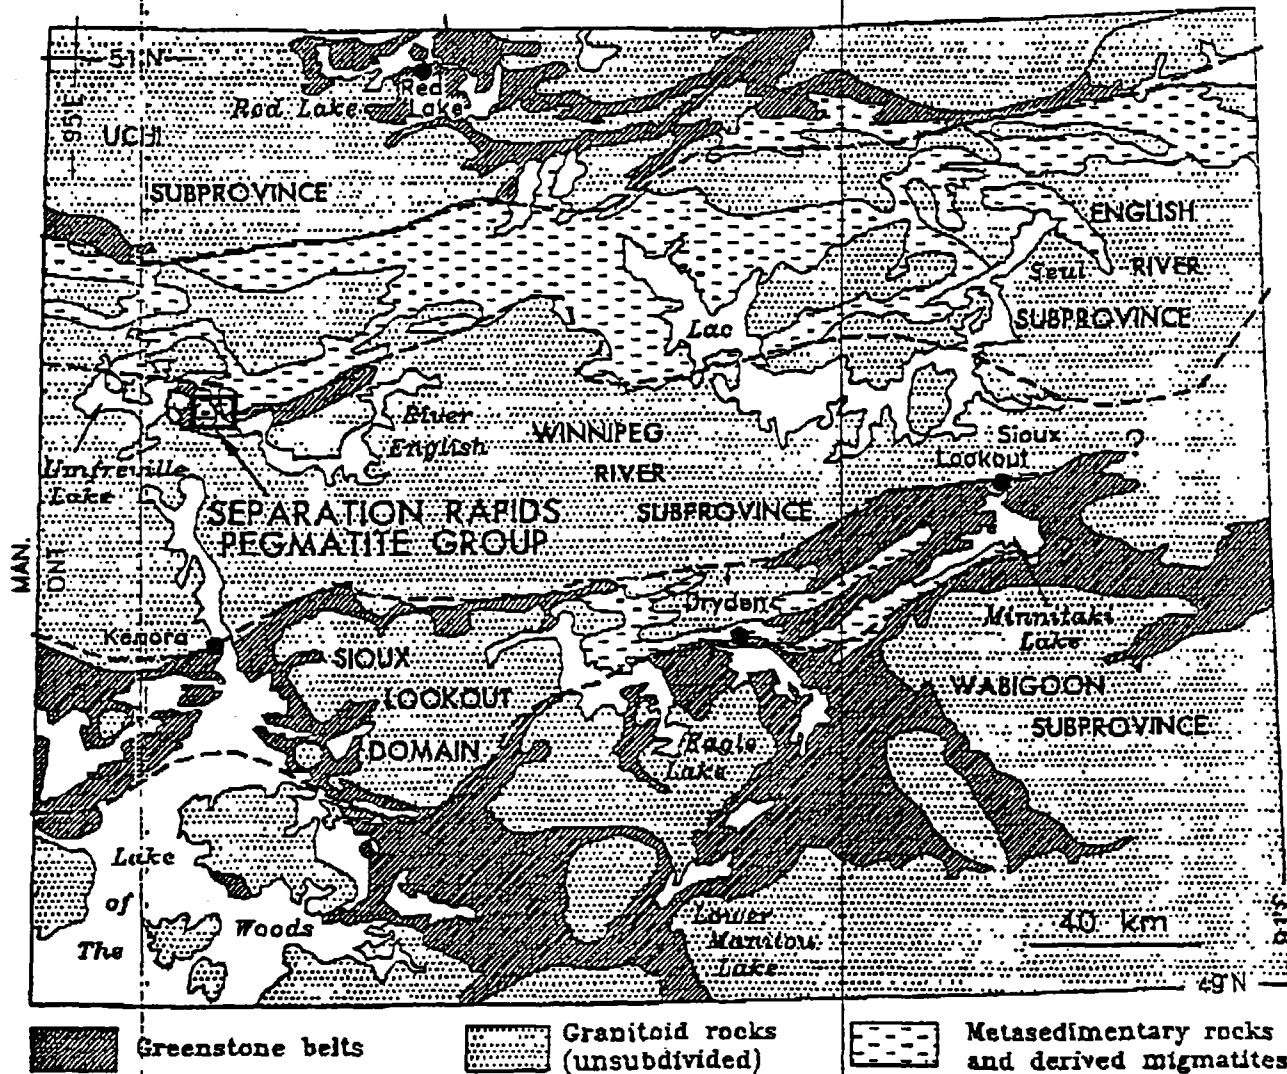 51 N
95 E
Red
Lake
Red Lake
UCHI
SUBPROVINCE
ENGLISH
RIVER
SUBPROVINCE
Seul
Lac
River
English
WINNIPEG
RIVER
SUBPROVINCE
Sioux
Lookout
?
Umfreville
Lake
SEPARATION RAPIDS
PEGMATITE GROUP
MAN.
ONT
Kenora
Dryden
Minnitaki
Lake
SIOUX
LOOKOUT
DOMAIN
WABIGOON
SUBPROVINCE
Eagle
Lake
Lake
of
The
Woods
Lower
Manitou
Lake
40 km
49 N
Greenstone belts
Granitoid rocks
(unsubdivided)
Metasedimentary rocks
and derived migmatites